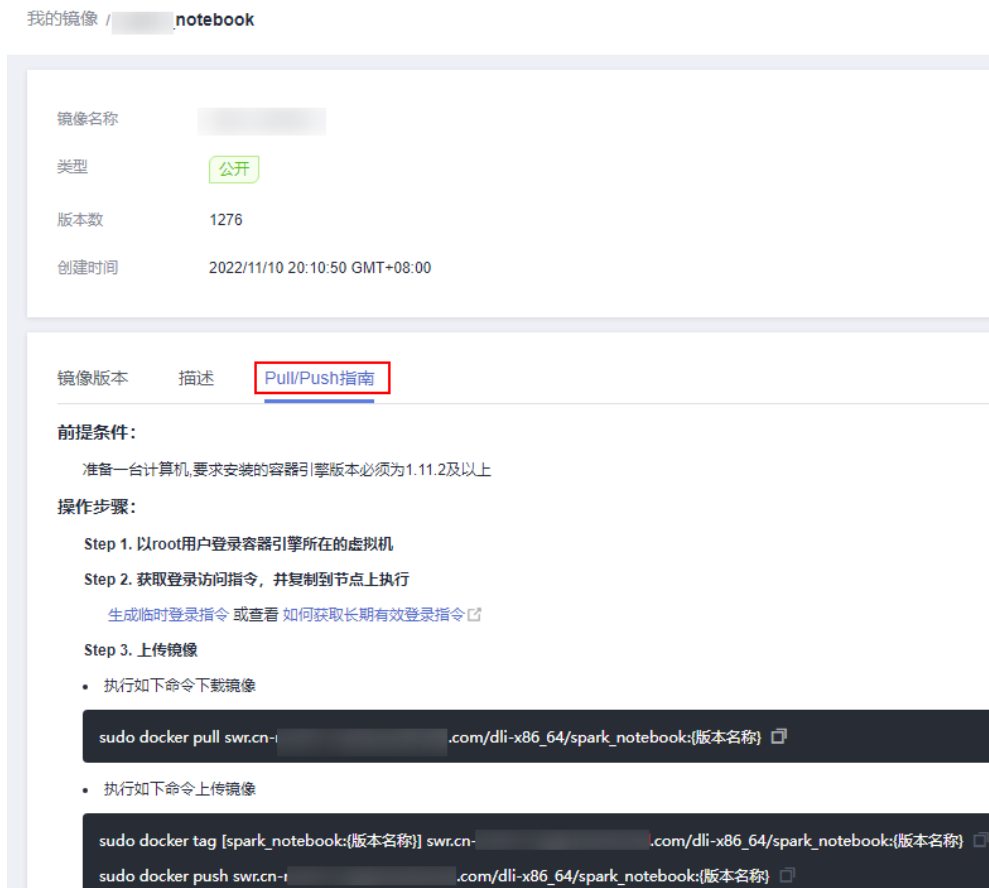 我的镜像 / _notebook
镜像名称
类型 公开
版本数 1276
创建时间 2022/11/10 20:10:50 GMT+08:00
镜像版本 描述 Pull/Push指南
前提条件：
准备一台计算机,要求安装的容器引擎版本必须为1.11.2及以上
操作步骤：
Step 1. 以root用户登录容器引擎所在的虚拟机
Step 2. 获取登录访问指令，并复制到节点上执行
生成临时登录指令 或查看 如何获取长期有效登录指令
Step 3. 上传镜像
• 执行如下命令下载镜像
sudo docker pull swr.cn- .com/dli-x86_64/spark_notebook:{版本名称}
• 执行如下命令上传镜像
sudo docker tag [spark_notebook:{版本名称}] swr.cn- .com/dli-x86_64/spark_notebook:{版本名称}
sudo docker push swr.cn- .com/dli-x86_64/spark_notebook:{版本名称}